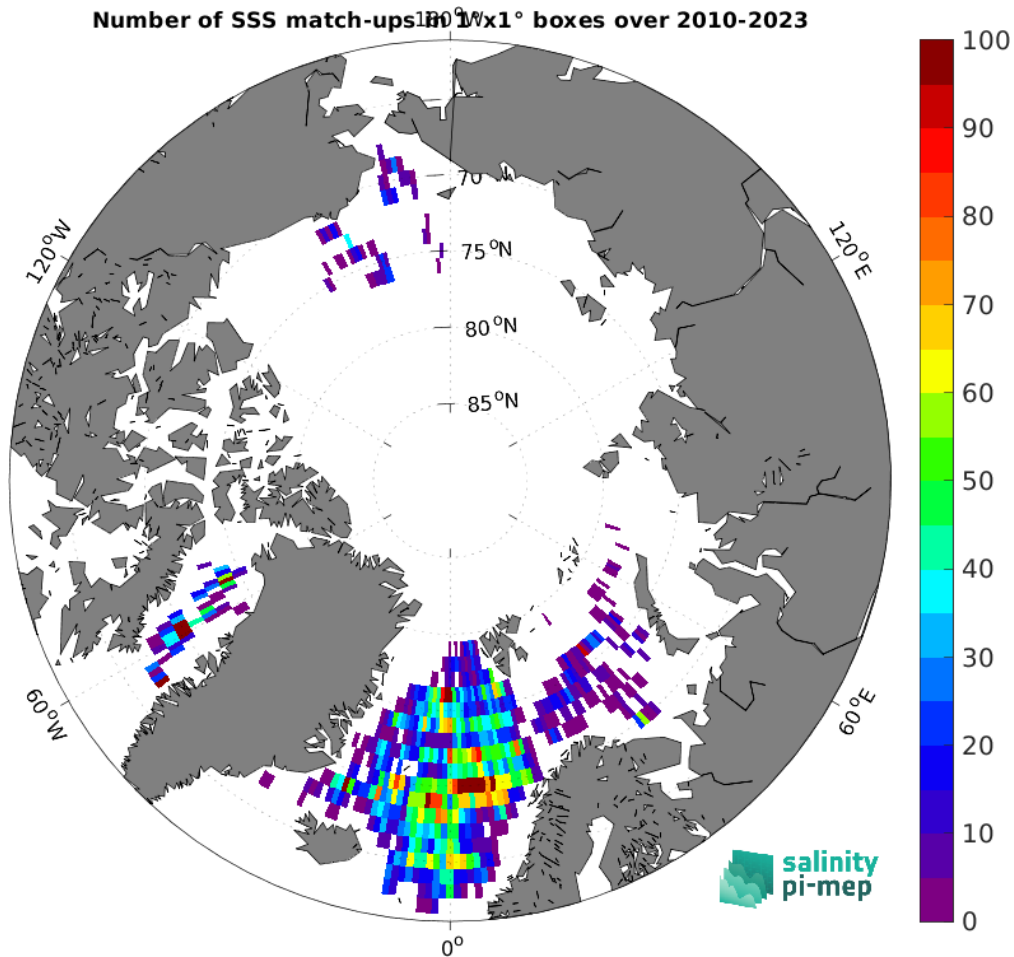 Number of SSS match-ups in 1°x1° boxes over 2010-2023
180°W
100
90
80
70
60
50
40
30
20
10
0
70°N
75°N
80°N
85°N
120°W
120°E
60°W
60°E
0°
salinity
pi-mep